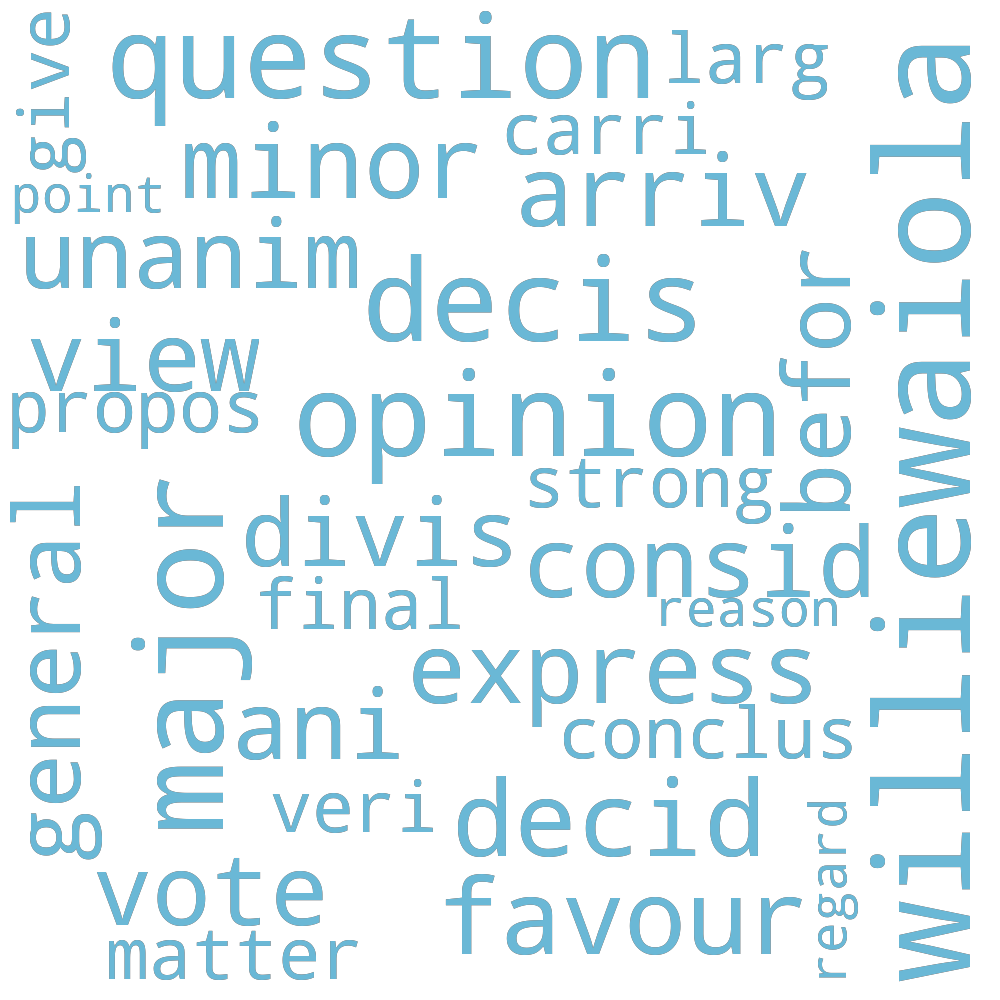 give
question
larg
carri
minor
point
arriv
unanim
decis
befor
view
propos
opinion
strong
williewaiola
general
major
divis
consid
final
reason
express
ani
conclus
veri
decid
regard
vote
favour
matter